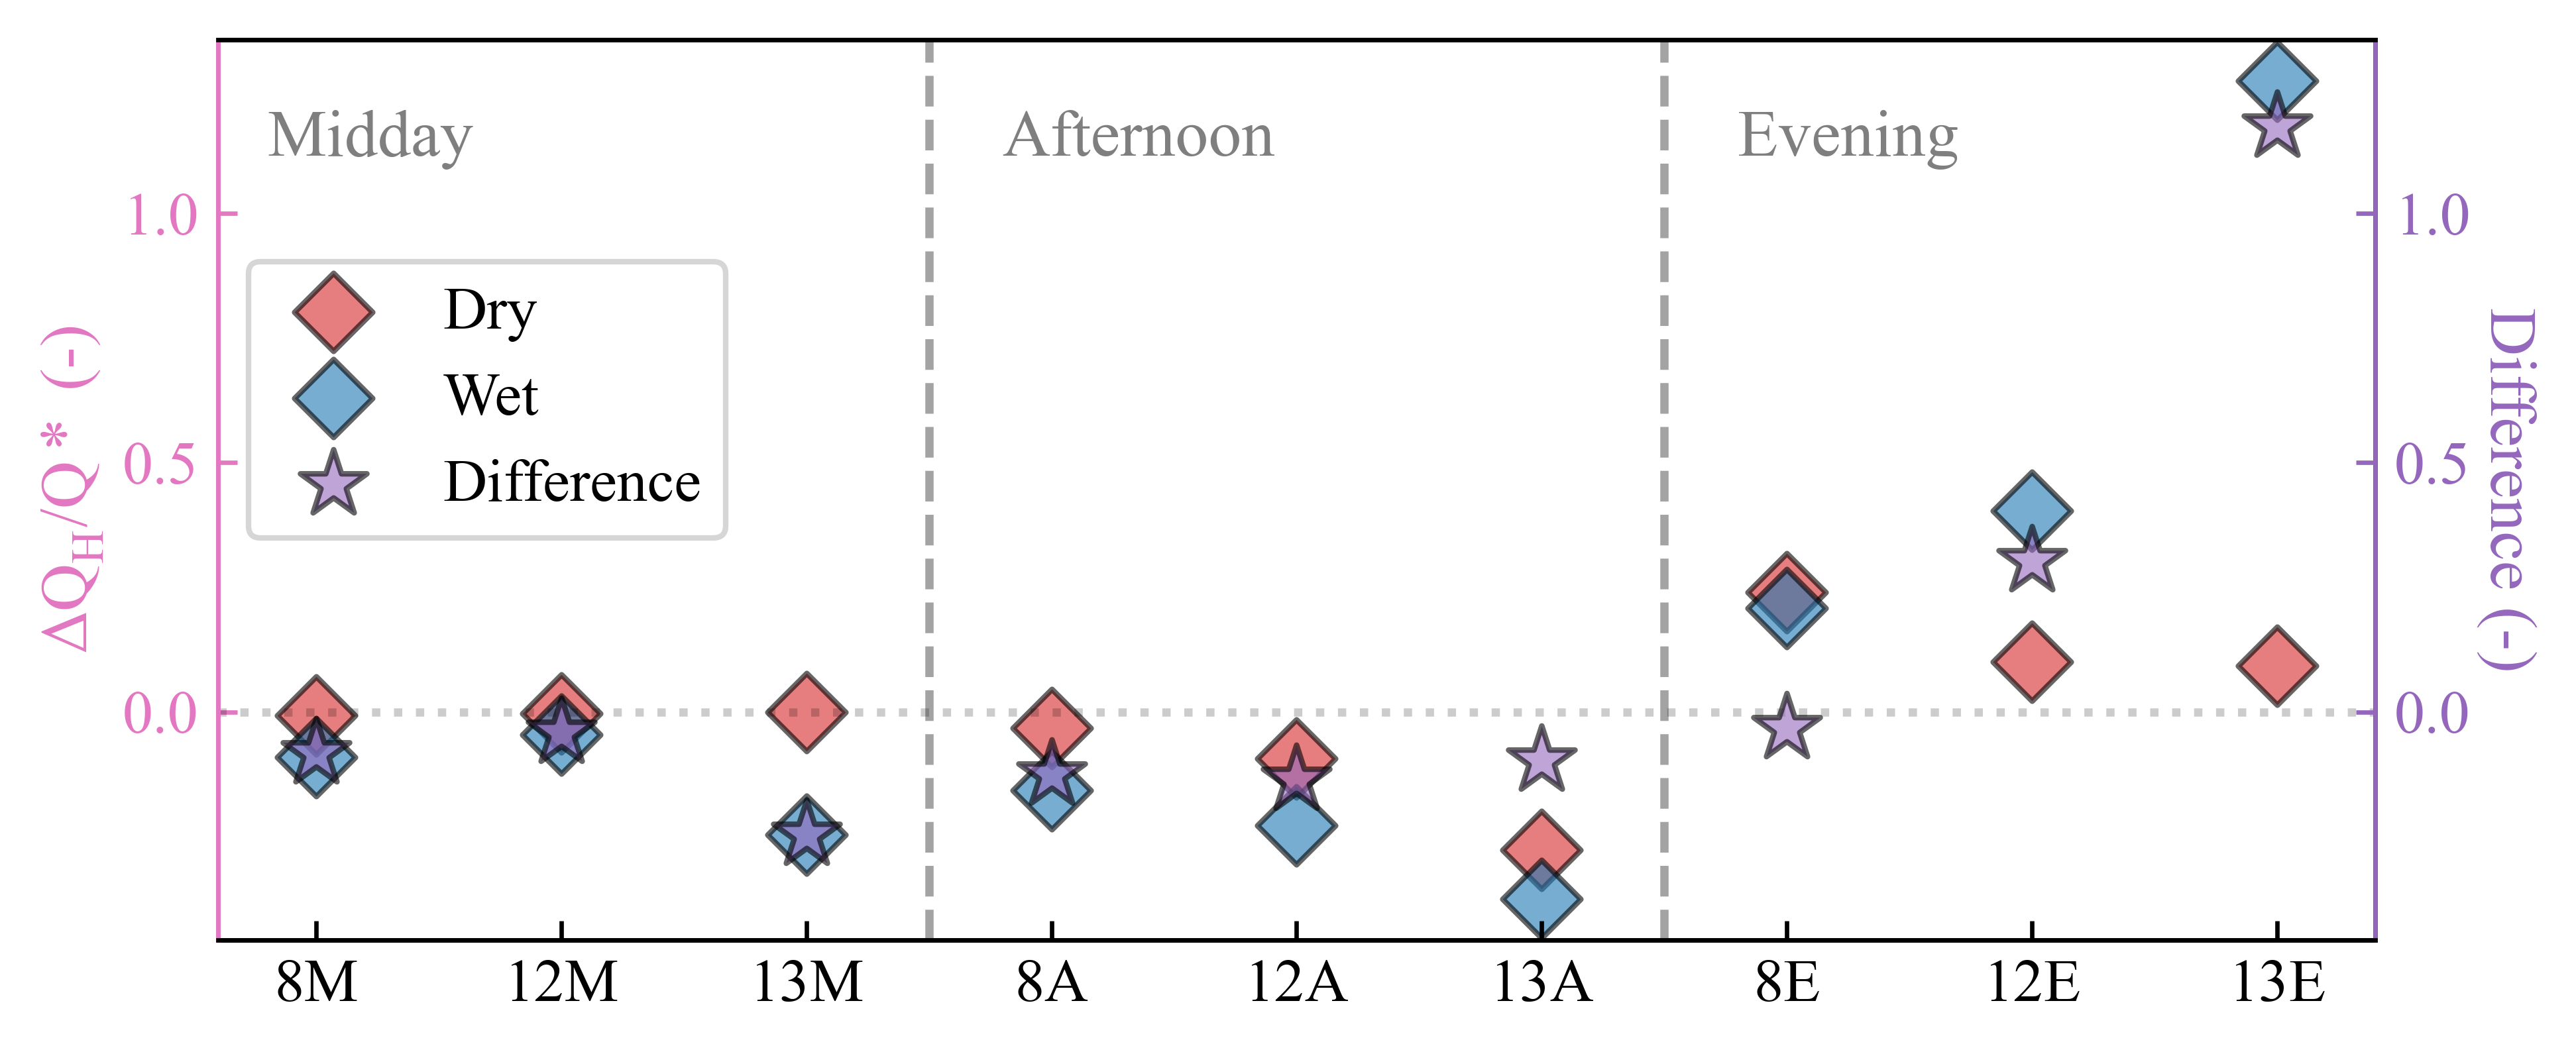 Midday
Afternoon
Evening
1.0
0.5
0.0
ΔQH/Q* (-)
Dry
Wet
Difference
1.0
0.5
0.0
Difference (-)
8M
12M
13M
8A
12A
13A
8E
12E
13E